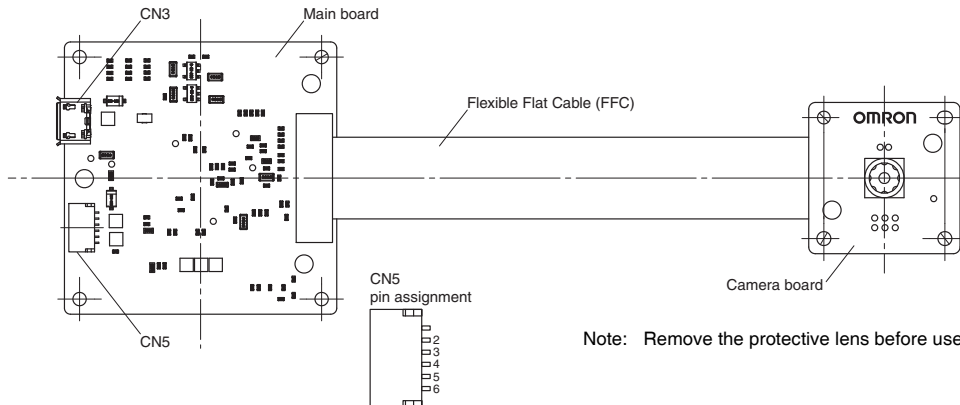 CN3
Main board
Flexible Flat Cable (FFC)
OMRON
Camera board
CN5
CN5
pin assignment
2
3
4
5
6
Note: Remove the protective lens before use